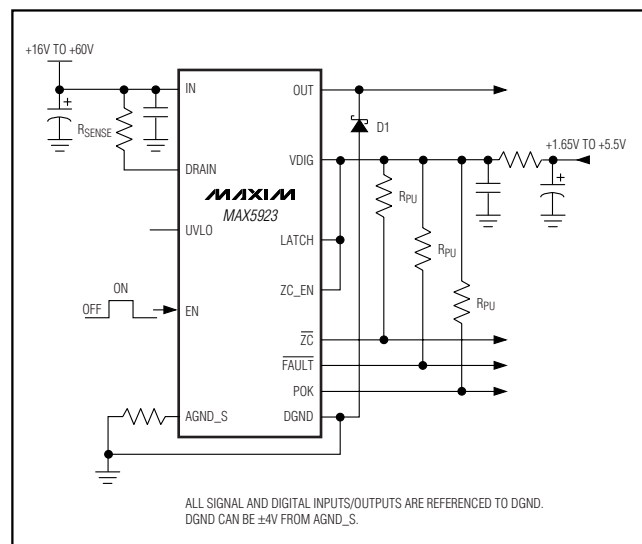 +16V TO +60V
IN
OUT
D1
RSENSE
+1.65V TO +5.5V
DRAIN
VDIG
MAXIM
MAX5923
RPU
UVLO
LATCH
RPU
ZC_EN
RPU
ON
OFF
EN
ZC
FAULT
POK
AGND_S
DGND
ALL SIGNAL AND DIGITAL INPUTS/OUTPUTS ARE REFERENCED TO DGND.
DGND CAN BE ±4V FROM AGND_S.